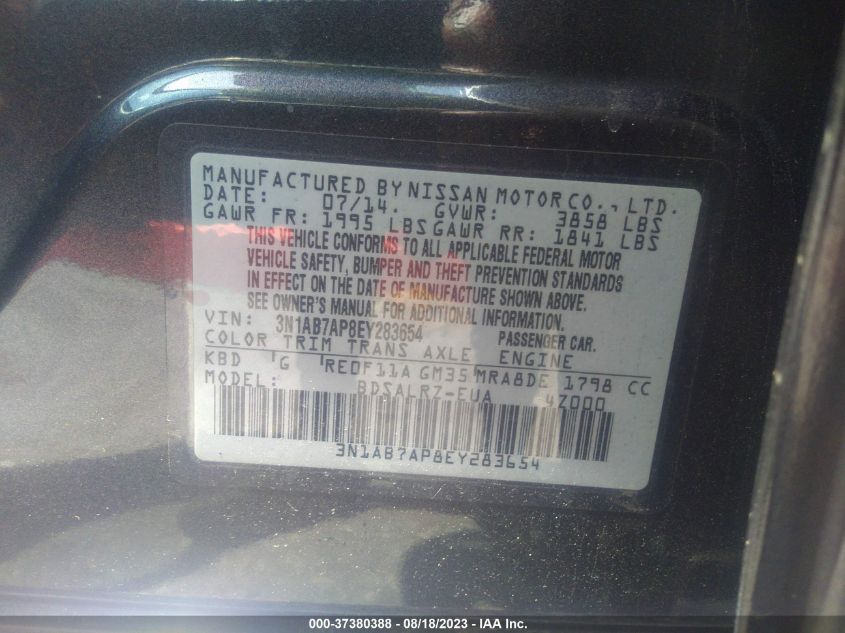 MANUFACTURED BY NISSAN MOTOR CO., LTD.
DATE: 07/14. GVWR: 3858 LBS
GAWR FR: 1995 LBS GAWR RR: 1841 LBS
THIS VEHICLE CONFORMS TO ALL APPLICABLE FEDERAL MOTOR
VEHICLE SAFETY, BUMPER AND THEFT PREVENTION STANDARDS
IN EFFECT ON THE DATE OF MANUFACTURE SHOWN ABOVE.
SEE OWNER'S MANUAL FOR ADDITIONAL INFORMATION.
VIN: 3N1AB7AP8EY283654 PASSENGER CAR.
COLOR TRIM TRANS AXLE ENGINE
KBD G RE0F11A GM35 MRA8DE 1798 CC
MODEL: BDSALRZ-EUA 4Z000
3N1AB7AP8EY283654
000-37380388 - 08/18/2023 - IAA Inc.